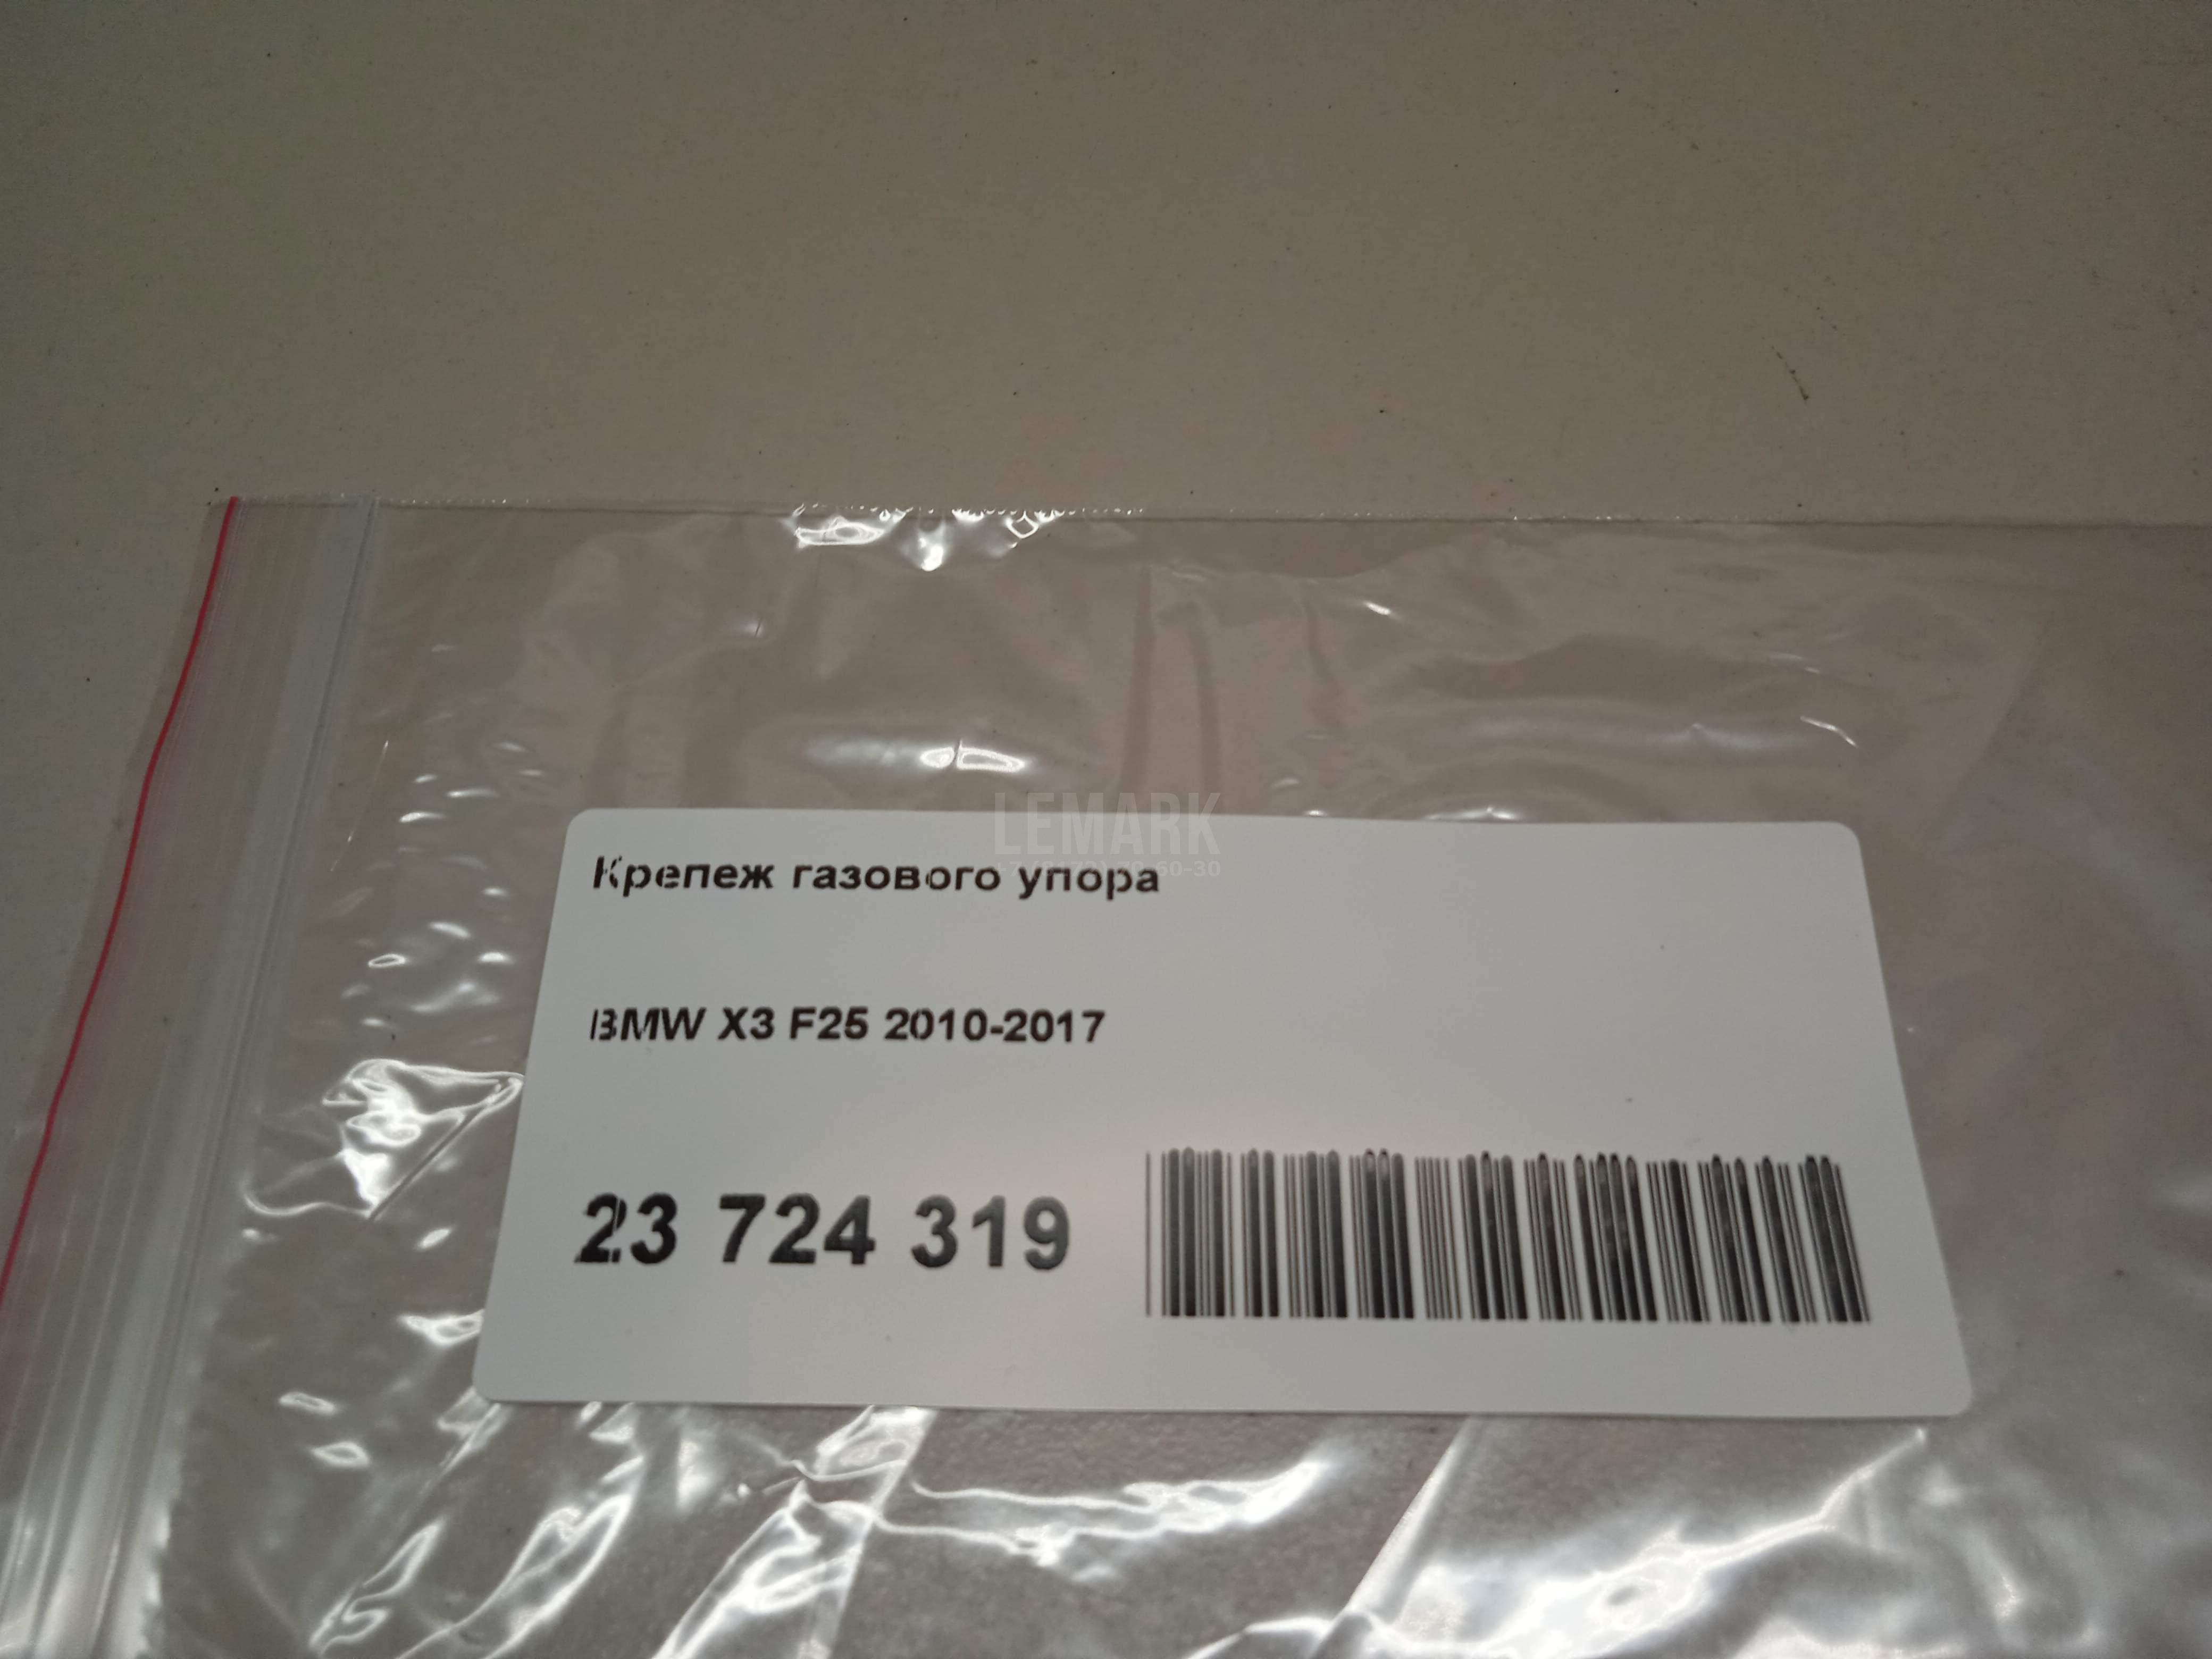 LEMARK
Крепеж газового упора
BMW X3 F25 2010-2017
23 724 319